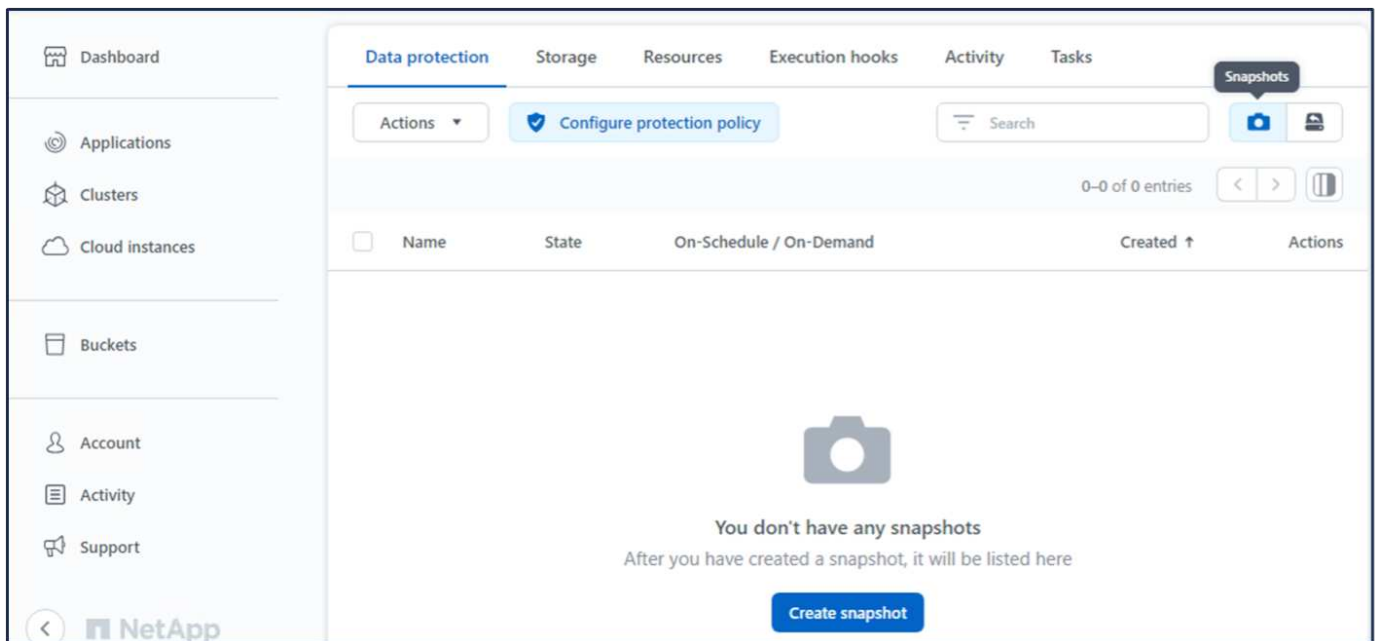 Dashboard
Applications
Clusters
Cloud instances
Buckets
Account
Activity
Support
NetApp
Data protection Storage Resources Execution hooks Activity Tasks
Snapshots
Actions Configure protection policy Search
0–0 of 0 entries
Name State On-Schedule / On-Demand Created ↑ Actions
You don't have any snapshots
After you have created a snapshot, it will be listed here
Create snapshot